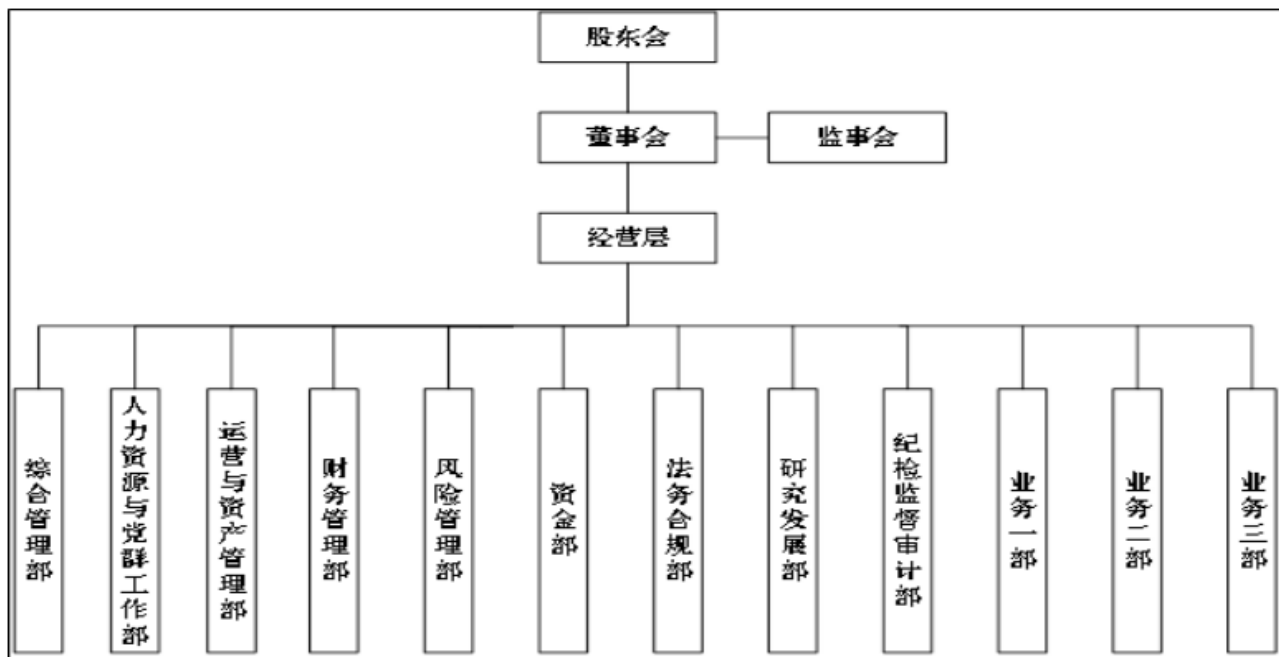 股东会
董事会
监事会
经营层
综合管理部
人力资源与党群工作部
运营与资产管理部
财务管理部
风险管理部
资金部
法务合规部
研究发展部
纪检监督审计部
业务一部
业务二部
业务三部